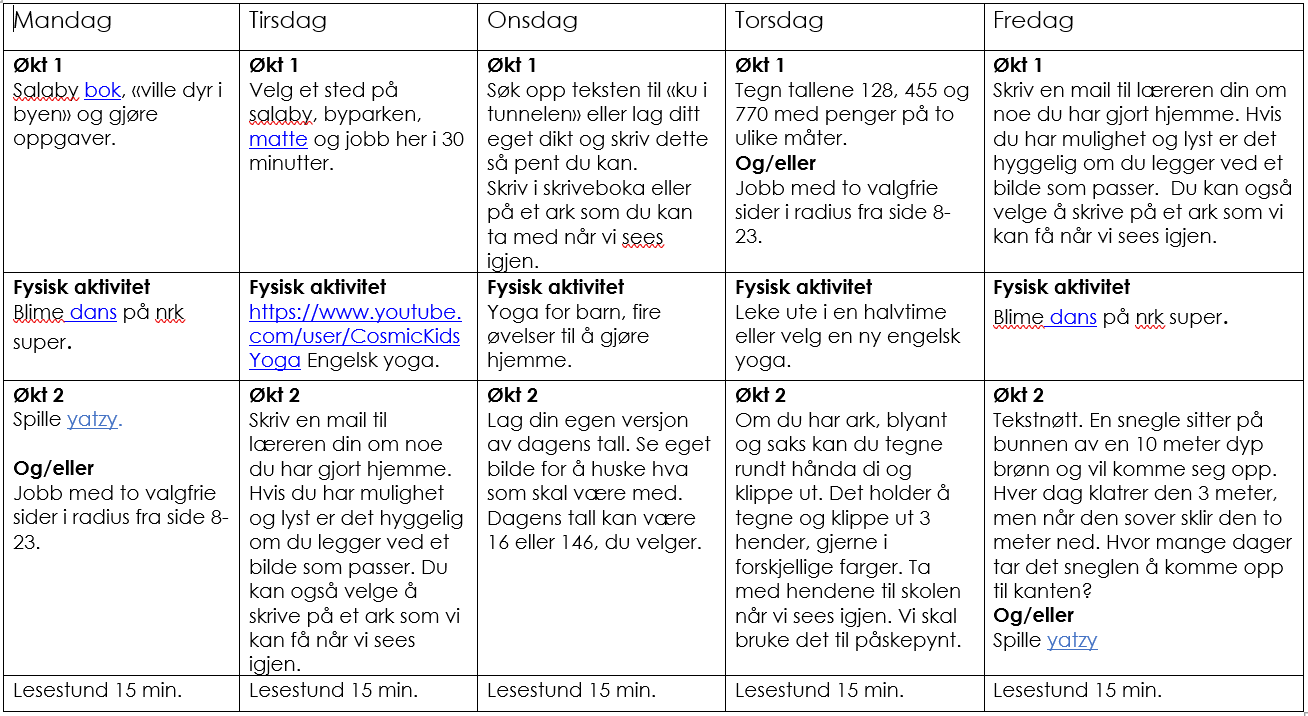 Mandag
Tirsdag
Onsdag
Torsdag
Fredag
Økt 1
Salaby bok, «ville dyr i
byen» og gjøre
oppgaver.
Økt 1
Velg et sted på
salaby, byparken,
matte og jobb her i 30
minutter.
Økt 1
Søk opp teksten til «ku i
tunnelen» eller lag ditt
eget dikt og skriv dette
så pent du kan.
Skriv i skriveboka eller
på et ark som du kan
ta med når vi sees
igjen.
Økt 1
Tegn tallene 128, 455 og
770 med penger på to
ulike måter.
Og/eller
Jobb med to valgfrie
sider i radius fra side 8-
23.
Økt 1
Skriv en mail til læreren din om
noe du har gjort hjemme. Hvis
du har mulighet og lyst er det
hyggelig om du legger ved et
bilde som passer.  Du kan også
velge å skrive på et ark som vi
kan få når vi sees igjen.
Fysisk aktivitet
Blime dans på nrk
super.
Fysisk aktivitet
https://www.youtube.
com/user/CosmicKids
Yoga Engelsk yoga.
Fysisk aktivitet
Yoga for barn, fire
øvelser til å gjøre
hjemme.
Fysisk aktivitet
Leke ute i en halvtime
eller velg en ny engelsk
yoga.
Fysisk aktivitet
Blime dans på nrk super.
Økt 2
Spille yatzy.
Og/eller
Jobb med to valgfrie
sider i radius fra side 8-
23.
Økt 2
Skriv en mail til
læreren din om noe
du har gjort hjemme.
Hvis du har mulighet
og lyst er det hyggelig
om du legger ved et
bilde som passer. Du
kan også velge å
skrive på et ark som vi
kan få når vi sees
igjen.
Økt 2
Lag din egen versjon
av dagens tall. Se eget
bilde for å huske hva
som skal være med.
Dagens tall kan være
16 eller 146, du velger.
Økt 2
Om du har ark, blyant
og saks kan du tegne
rundt hånda di og
klippe ut. Det holder å
tegne og klippe ut 3
hender, gjerne i
forskjellige farger. Ta
med hendene til skolen
når vi sees igjen. Vi skal
bruke det til påskepynt.
Økt 2
Tekstnøtt. En snegle sitter på
bunnen av en 10 meter dyp
brønn og vil komme seg opp.
Hver dag klatrer den 3 meter,
men når den sover sklir den to
meter ned. Hvor mange dager
tar det sneglen å komme opp
til kanten?
Og/eller
Spille yatzy
Lesestund 15 min.
Lesestund 15 min.
Lesestund 15 min.
Lesestund 15 min.
Lesestund 15 min.